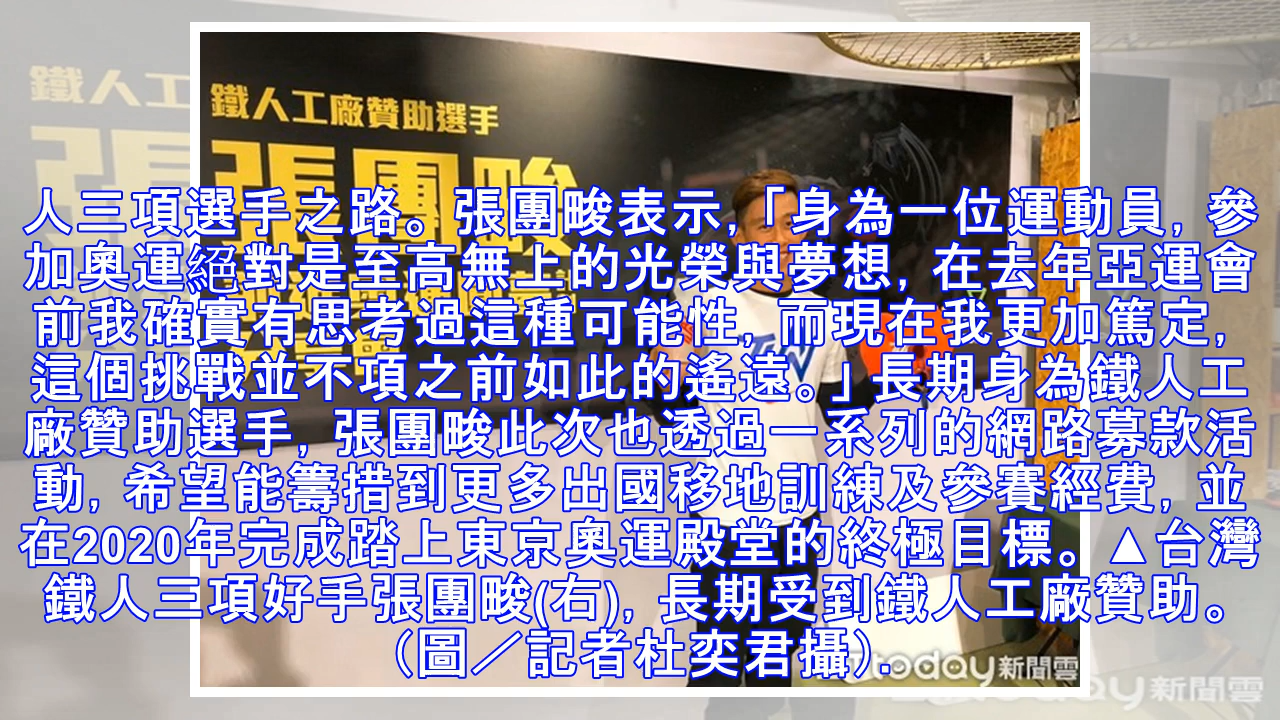 鐵人工廠贊助選手
張團畯
人三項選手之路。張團畯表示,「身為一位運動員, 參
加奧運絕對是至高無上的光榮與夢想, 在去年亞運會
前我確實有思考過這種可能性, 而現在我更加篤定,
這個挑戰並不項之前如此的遙遠。」長期身為鐵人工
廠贊助選手, 張團畯此次也透過一系列的網路募款活
動, 希望能籌措到更多出國移地訓練及參賽經費, 並
在2020年完成踏上東京奧運殿堂的終極目標。▲台灣
鐵人三項好手張團畯(右), 長期受到鐵人工廠贊助。
(圖／記者杜奕君攝).
today新聞雲